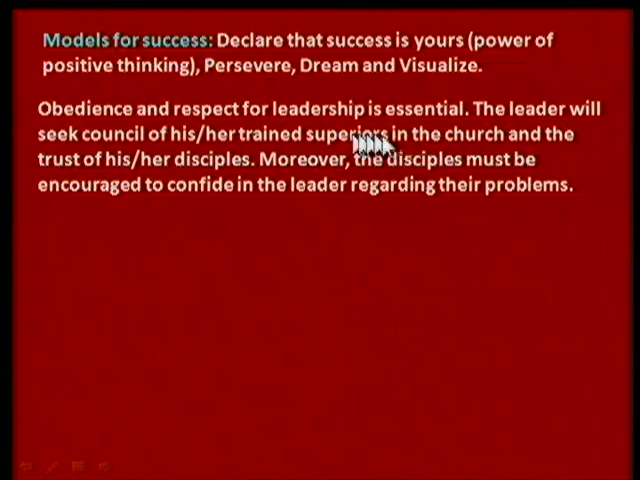 Models for success: Declare that success is yours (power of
positive thinking), Persevere, Dream and Visualize.
Obedience and respect for leadership is essential. The leader will
seek council of his/her trained superiors in the church and the
trust of his/her disciples. Moreover, the disciples must be
encouraged to confide in the leader regarding their problems.